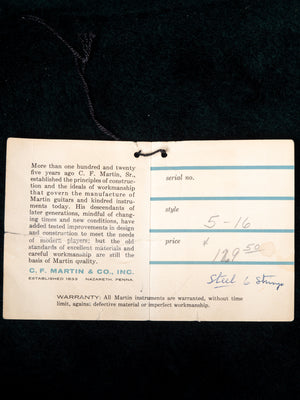 More than one hundred and twenty
five years ago C. F. Martin, Sr.,
established the principles of construc-
tion and the ideals of workmanship
that govern the manufacture of
Martin guitars and kindred instru-
ments today. His descendants of
later generations, mindful of chang-
ing times and new conditions, have
added tested improvements in design
and construction to meet the needs
of modern players; but the old
standards of excellent materials and
careful workmanship are still the
basis of Martin quality.
C. F. MARTIN & CO., INC.
ESTABLISHED 1833 NAZARETH, PENNA.
serial no.
style
5-16
price
129.50
Steel 6 Strings
WARRANTY: All Martin instruments are warranted, without time
limit, against defective material or imperfect workmanship.